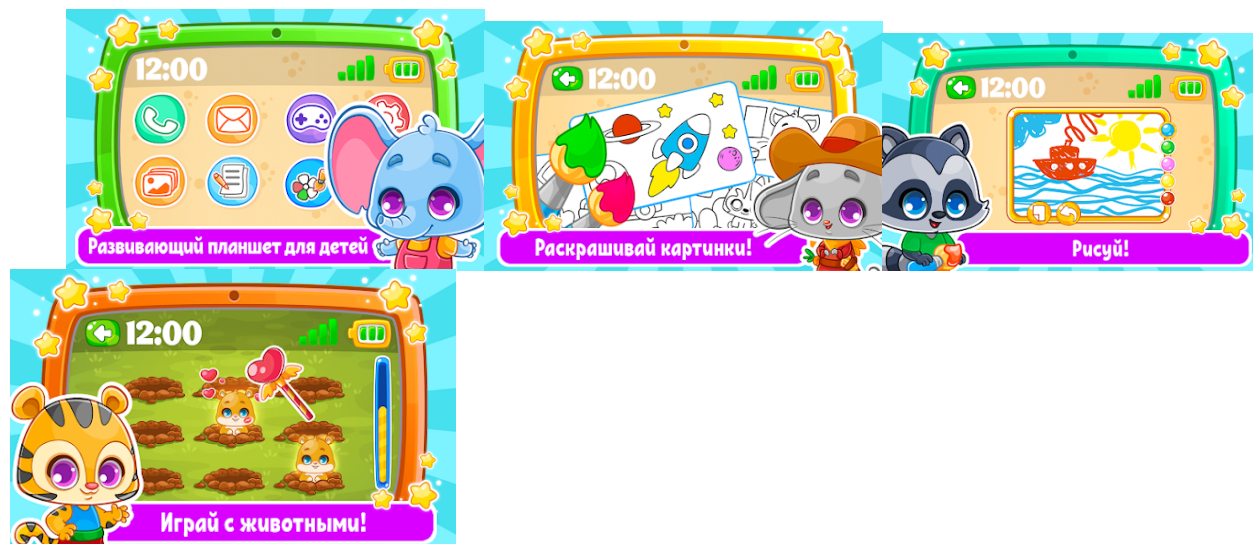 12:00
Развивающий планшет для детей
12:00
Раскрашивай картинки!
12:00
Рисуй!
12:00
Играй с животными!